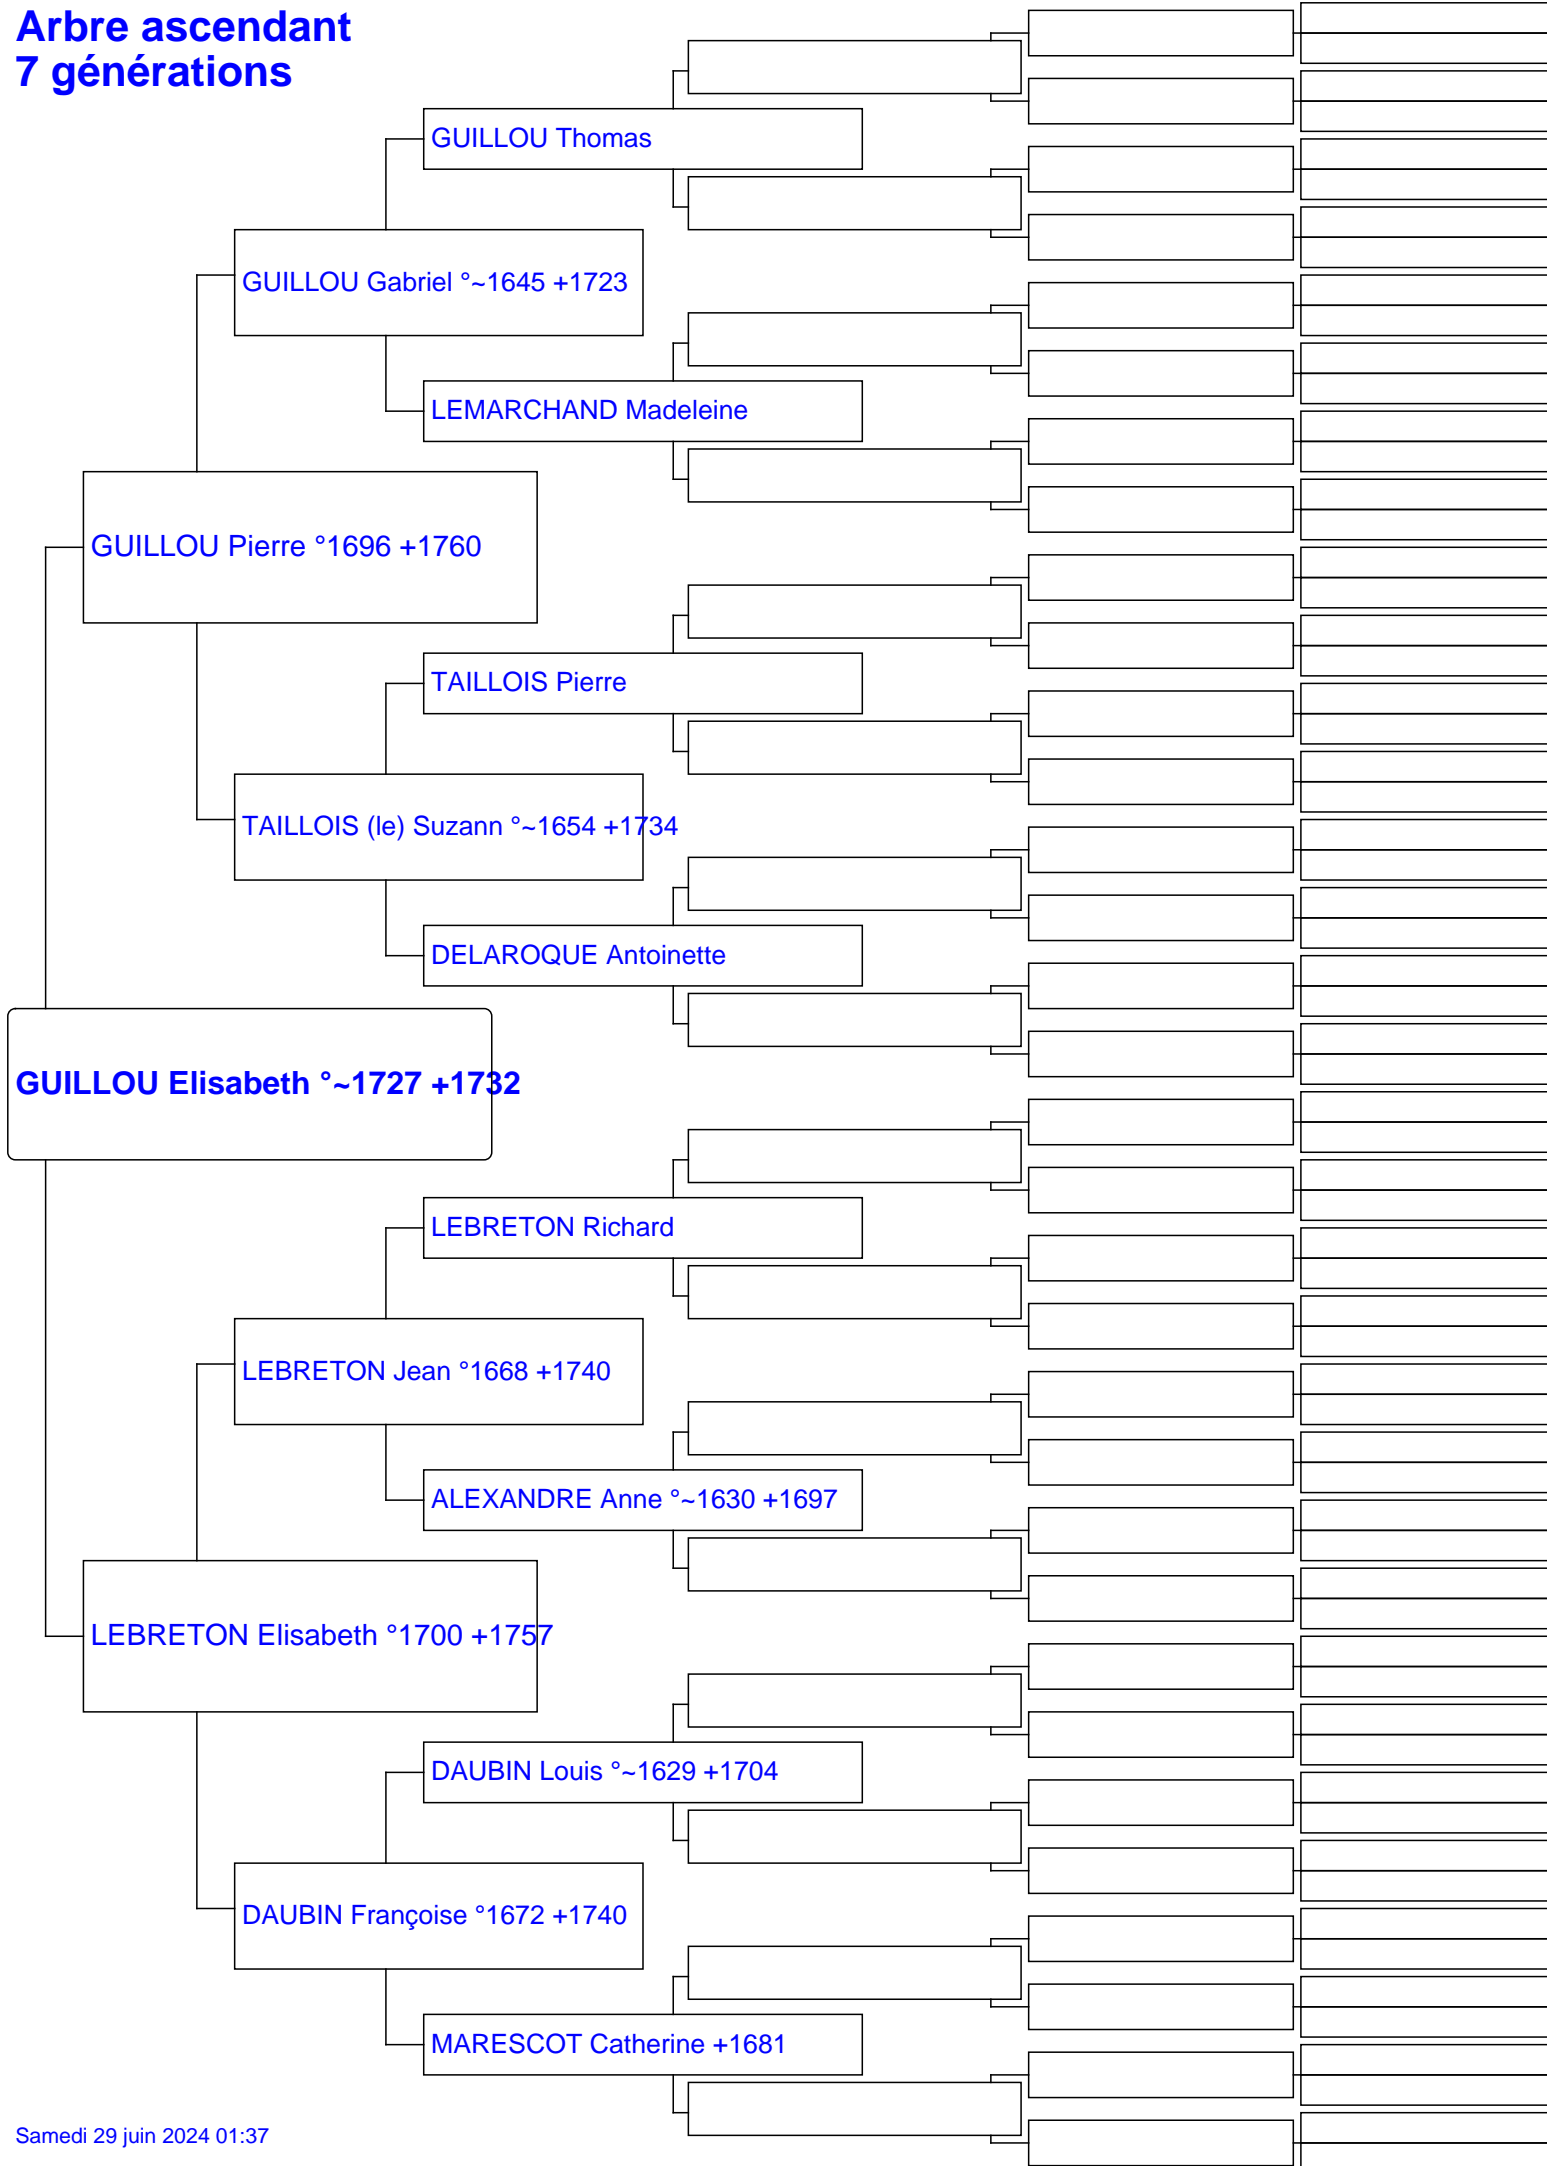 Arbre ascendant
7 générations
GUILLOU Thomas
GUILLOU Gabriel °~1645 +1723
LEMARCHAND Madeleine
GUILLOU Pierre °1696 +1760
TAILLOIS Pierre
TAILLOIS (le) Suzann °~1654 +1734
DELAROQUE Antoinette
GUILLOU Elisabeth °~1727 +1732
LEBRETON Richard
LEBRETON Jean °1668 +1740
ALEXANDRE Anne °~1630 +1697
LEBRETON Elisabeth °1700 +1757
DAUBIN Louis °~1629 +1704
DAUBIN Françoise °1672 +1740
MARESCOT Catherine +1681
Samedi 29 juin 2024 01:37